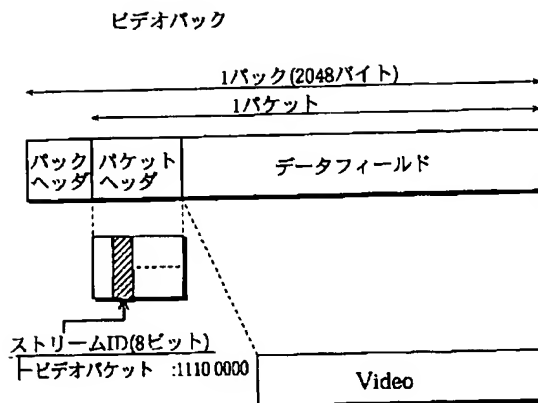 ビデオパック
1パック(2048バイト)
1パケット
パック
ヘッダ
パケット
ヘッダ
データフィールド
ストリームID(8ビット)
ビデオパケット :1110 0000
Video